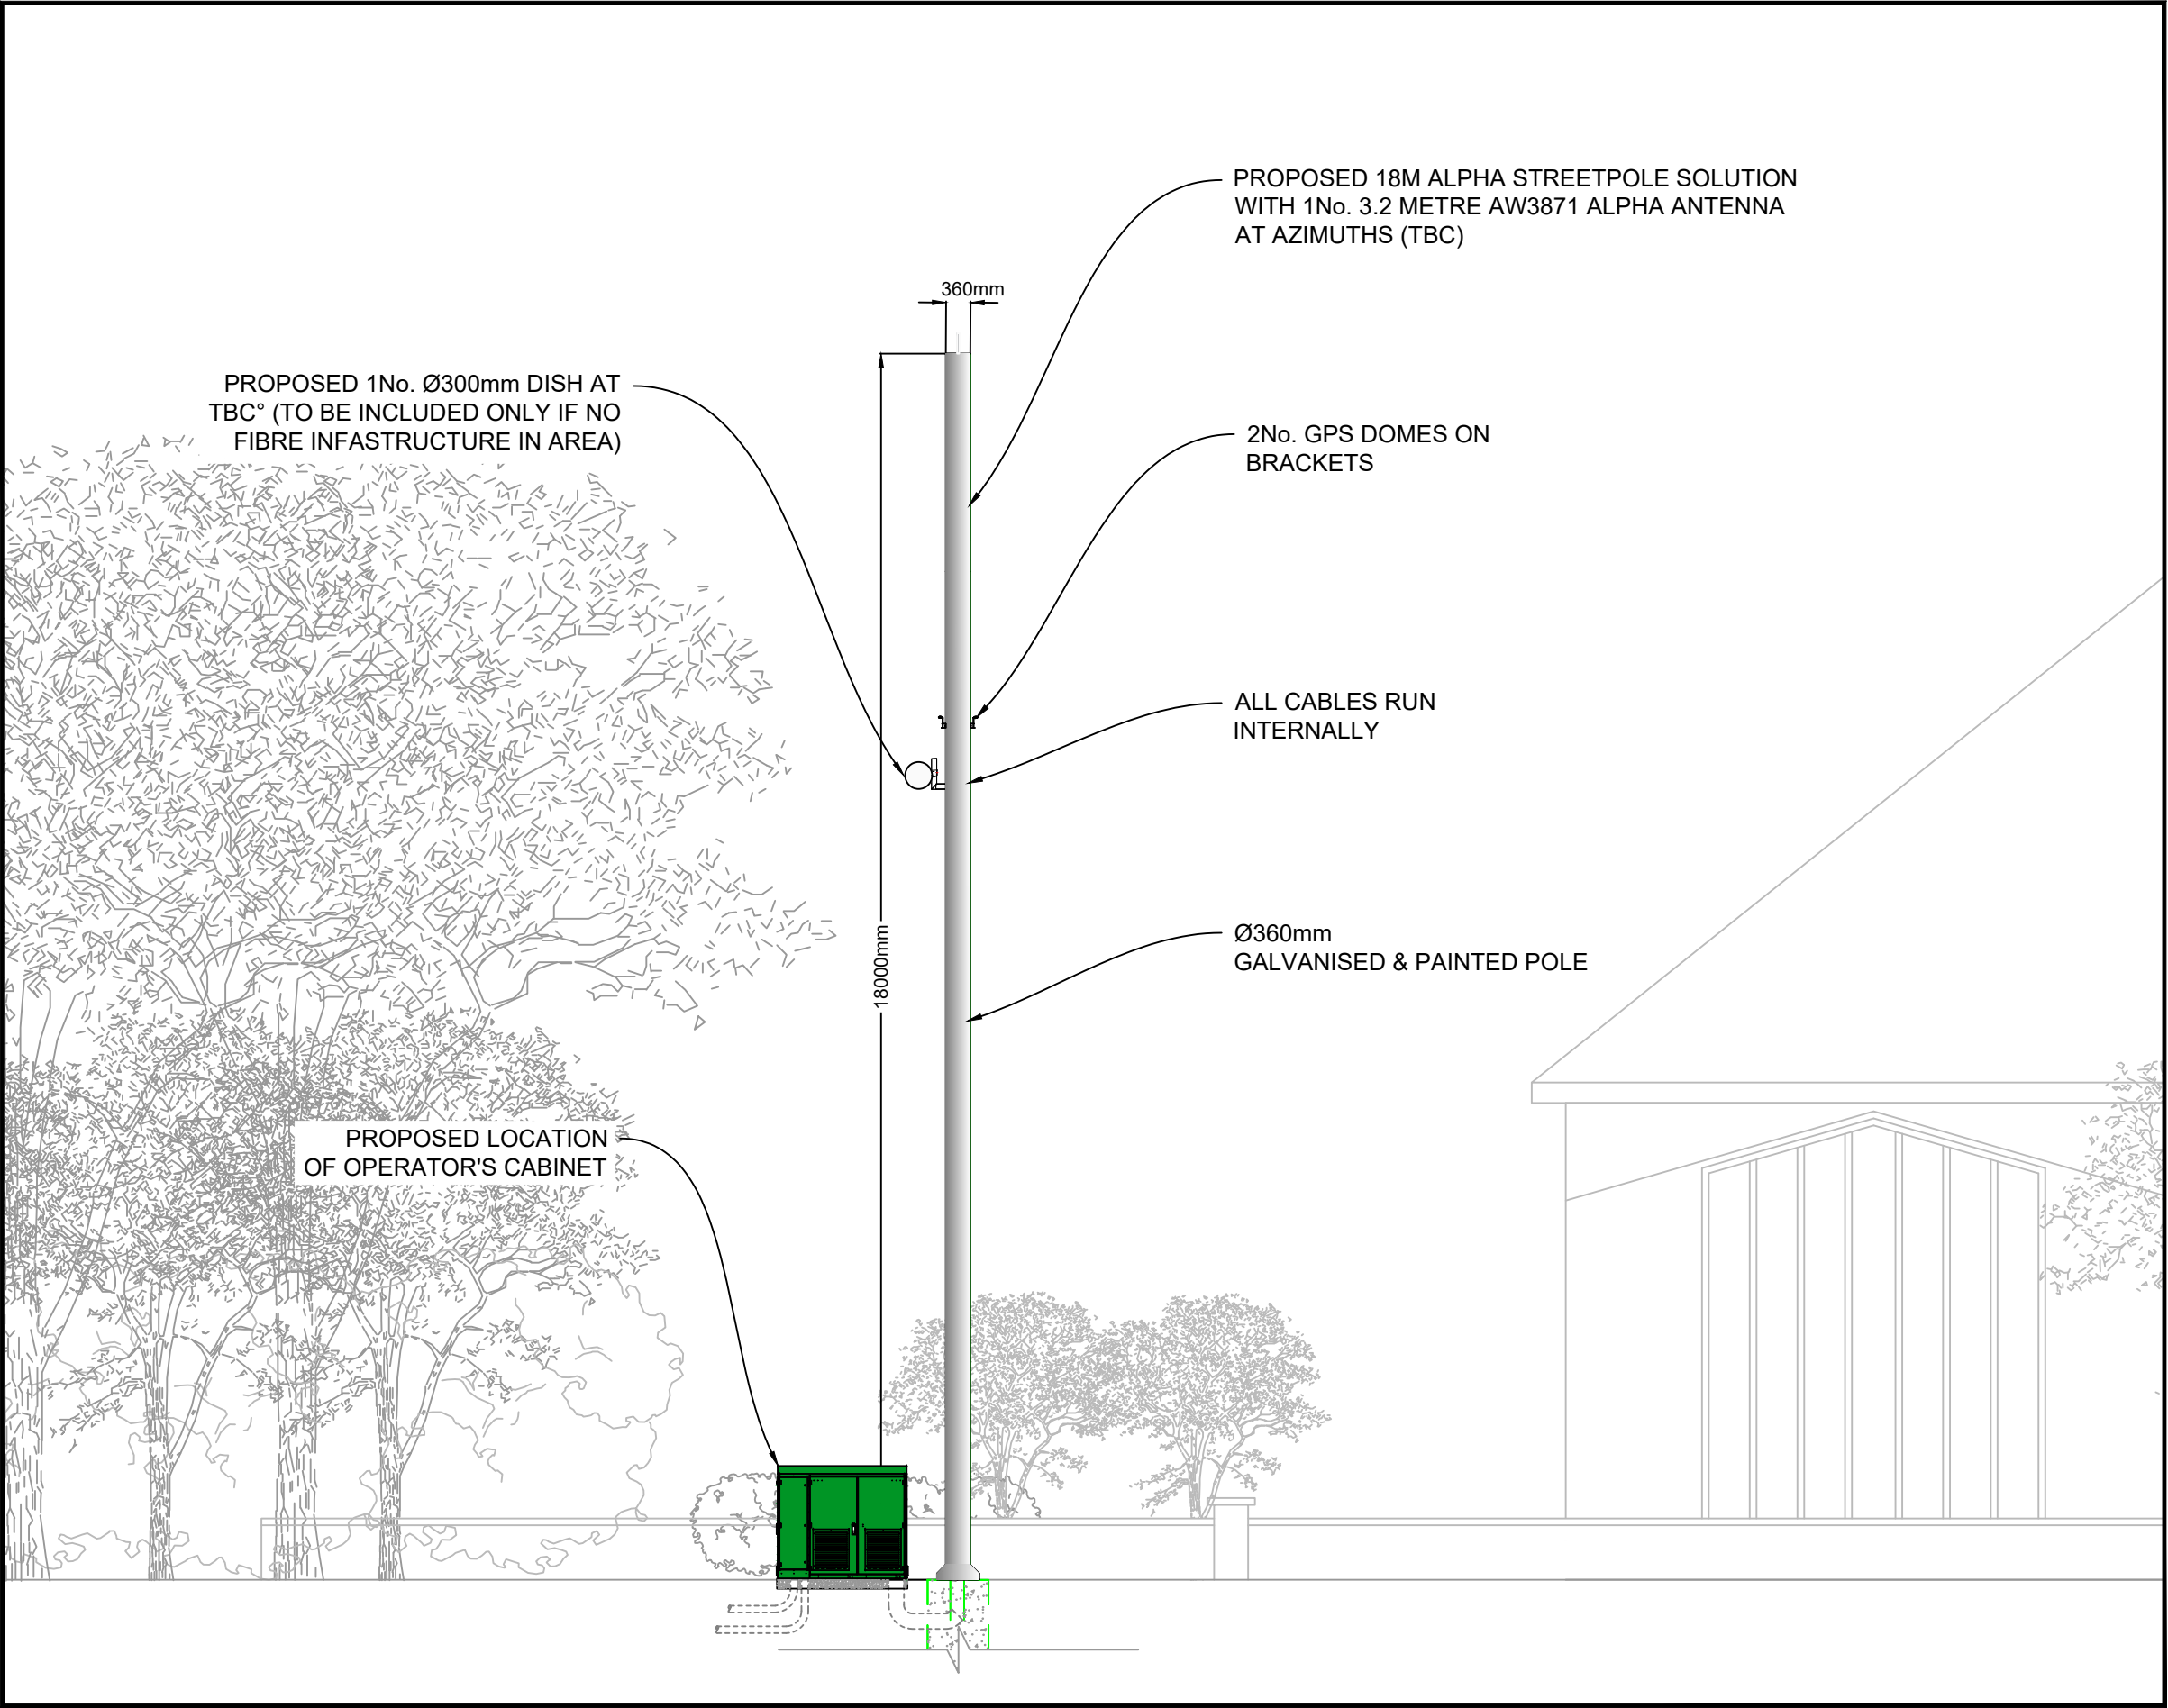 PROPOSED 18M ALPHA STREETPOLE SOLUTION
WITH 1No. 3.2 METRE AW3871 ALPHA ANTENNA
AT AZIMUTHS (TBC)
360mm
PROPOSED 1No. Ø300mm DISH AT
TBC° (TO BE INCLUDED ONLY IF NO
FIBRE INFASTRUCTURE IN AREA)
2No. GPS DOMES ON
BRACKETS
ALL CABLES RUN
INTERNALLY
18000mm
Ø360mm
GALVANISED & PAINTED POLE
PROPOSED LOCATION
OF OPERATOR'S CABINET